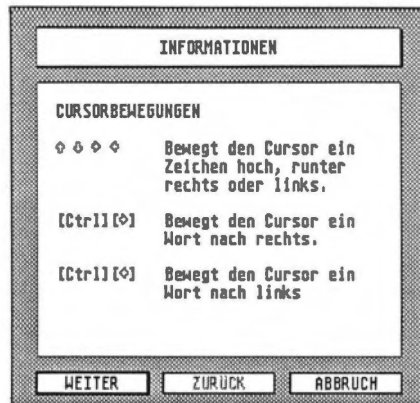 INFORMATIONEN
CURSORBEWEGUNGEN
⇧ ⇩ ⇨ ⇦ Bewegt den Cursor ein
Zeichen hoch, runter
rechts oder links.
[Ctrl][⇨] Bewegt den Cursor ein
Wort nach rechts.
[Ctrl][⇦] Bewegt den Cursor ein
Wort nach links
WEITER ZURÜCK ABBRUCH